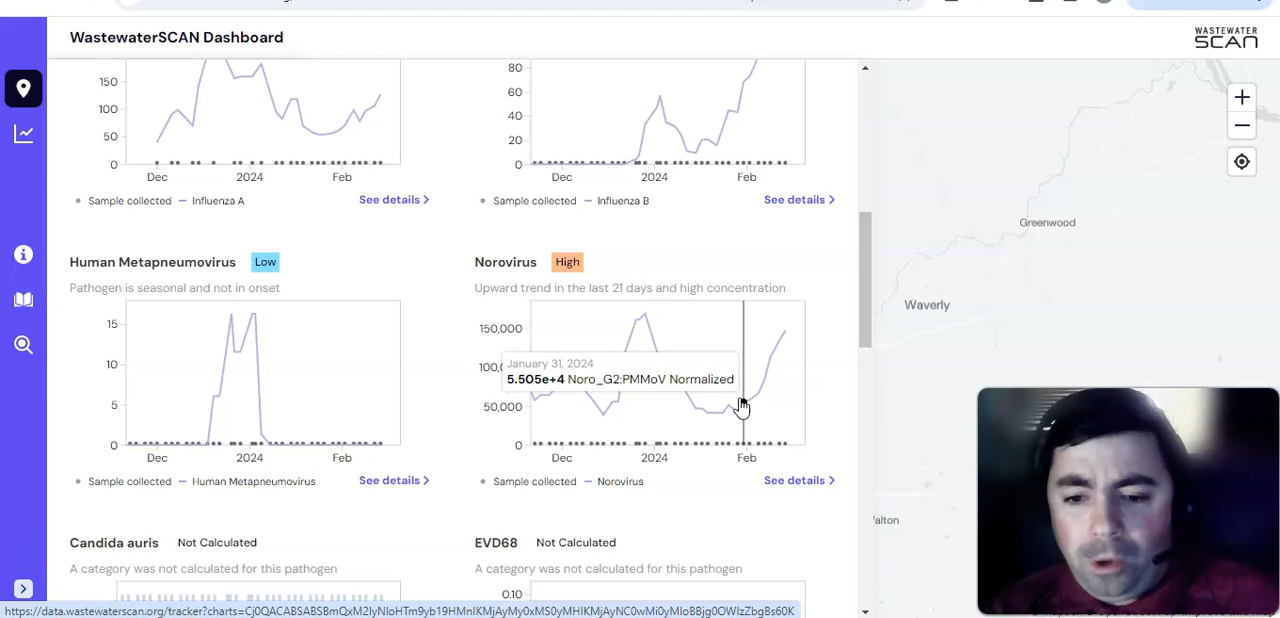 WastewaterSCAN Dashboard
WASTEWATER
SCAN
150
100
50
0
Dec 2024 Feb
Sample collected Influenza A See details
80
60
40
20
0
Dec 2024 Feb
Sample collected Influenza B See details
Human Metapneumovirus Low
Pathogen is seasonal and not in onset
15
10
5
0
Dec 2024 Feb
Sample collected Human Metapneumovirus See details
Norovirus High
Upward trend in the last 21 days and high concentration
150,000
January 31, 2024
5.505e+4 Noro_G2:PMMoV Normalized
50,000
0
Dec 2024 Feb
Sample collected Norovirus See details
Candida auris Not Calculated
A category was not calculated for this pathogen
EVD68 Not Calculated
A category was not calculated for this pathogen
0.10
Greenwood
Waverly